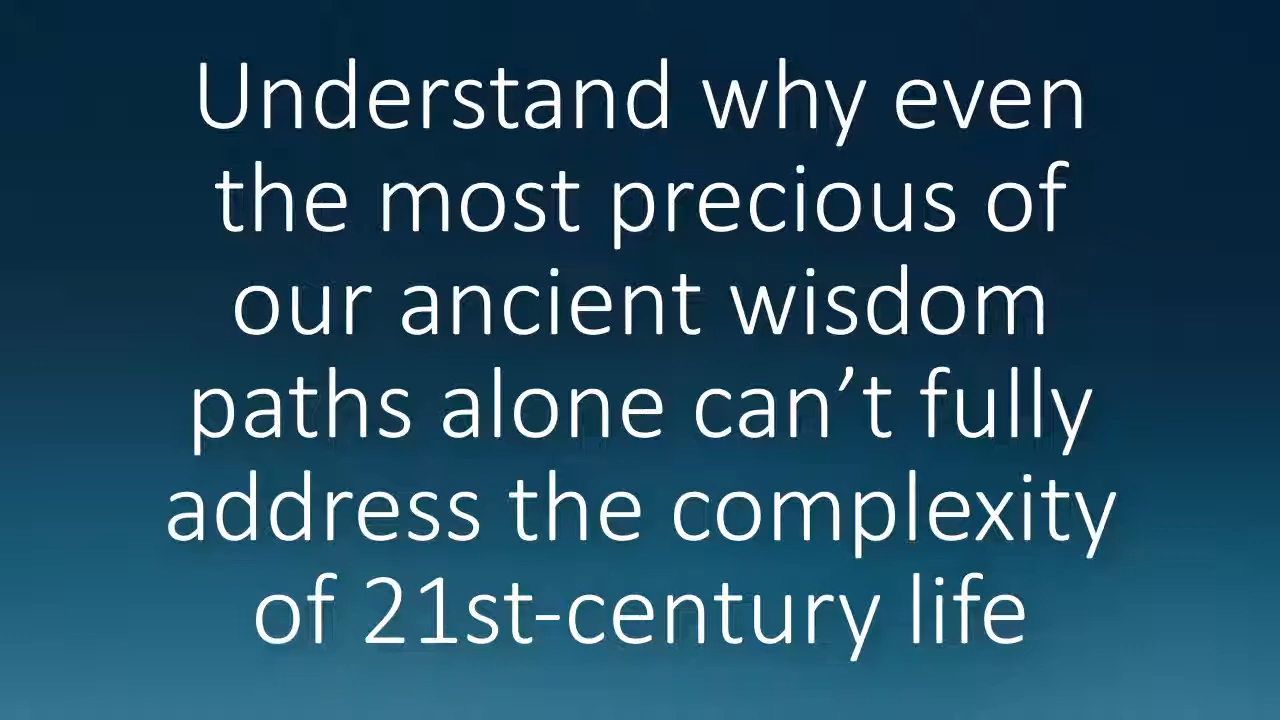 Understand why even
the most precious of
our ancient wisdom
paths alone can’t fully
address the complexity
of 21st-century life